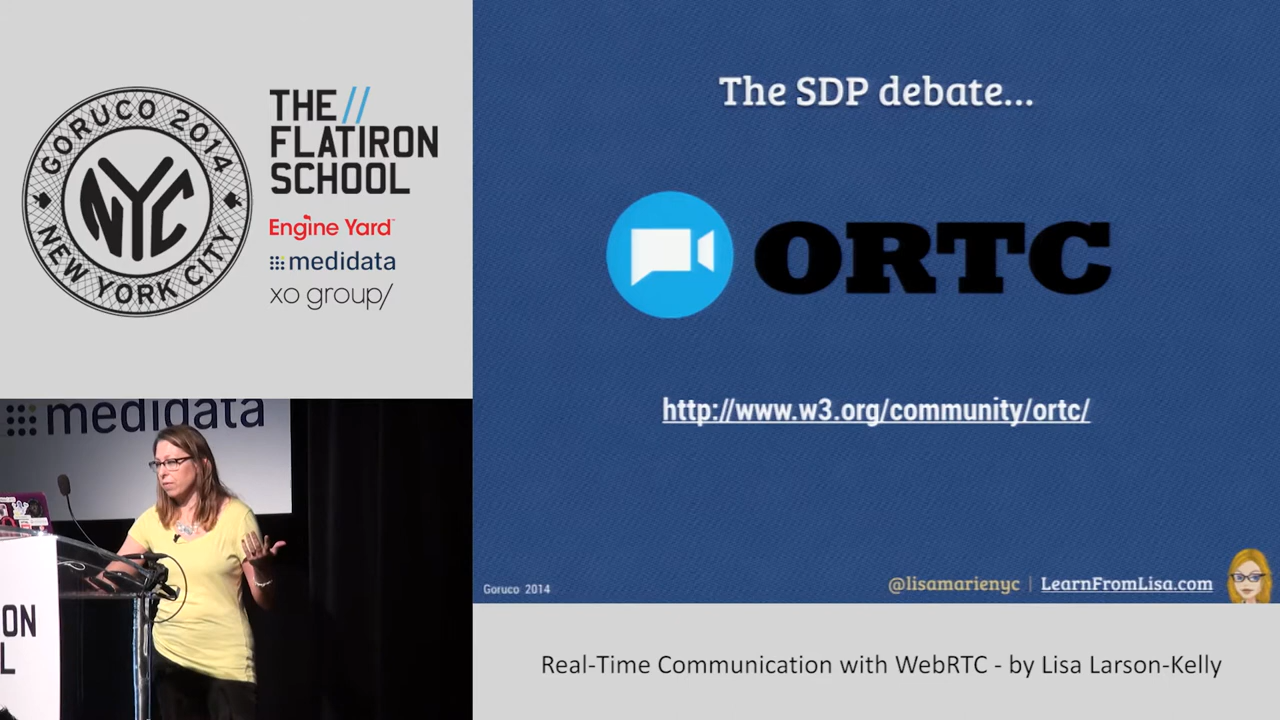 GORUCO 2014
NYC
NEW YORK CITY
THE //
FLATIRON
SCHOOL
Engine Yard™
medidata
xo group/
The SDP debate...
ORTC
http://www.w3.org/community/ortc/
Goruco 2014
@lisamarienyc | LearnFromLisa.com
medidata
ON
L
Real-Time Communication with WebRTC - by Lisa Larson-Kelly